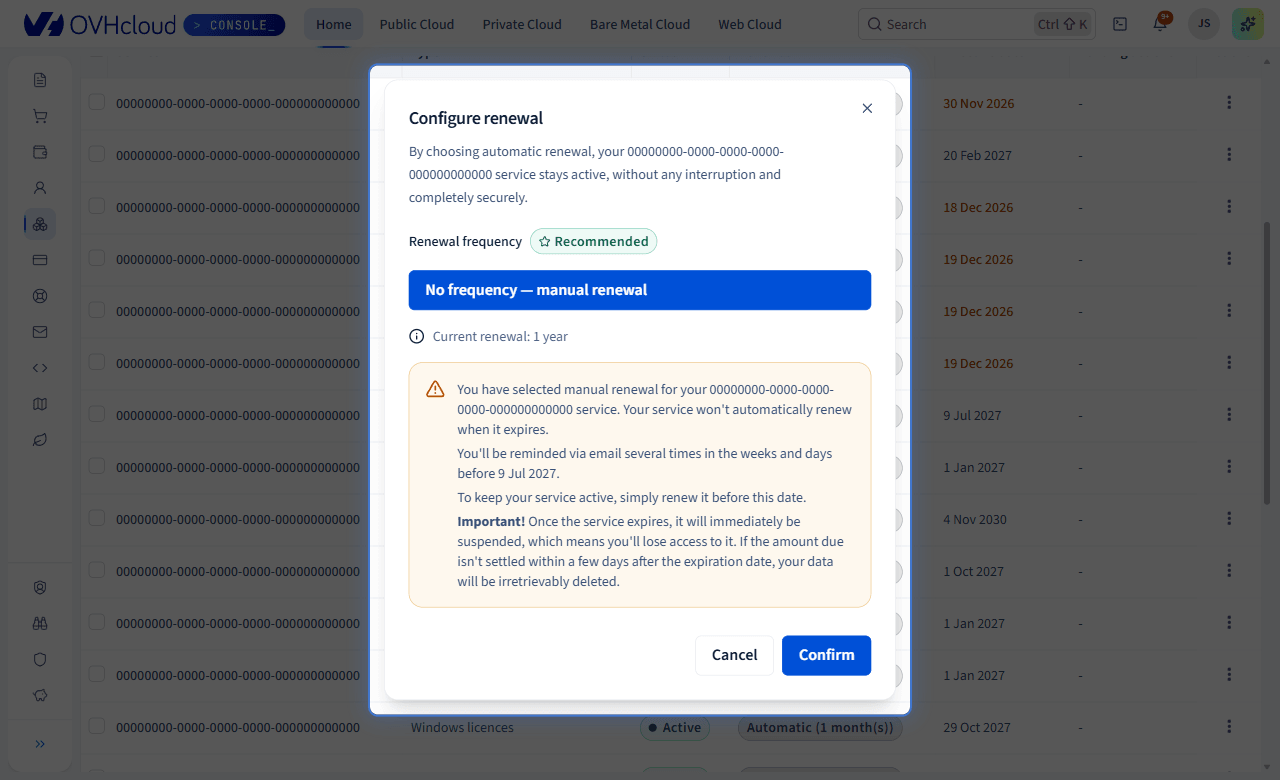 OVHcloud > CONSOLE_ Home Public Cloud Private Cloud Bare Metal Cloud Web Cloud Search Ctrl ⇧ K 9+ JS
00000000-0000-0000-0000-000000000000 30 Nov 2026 -
00000000-0000-0000-0000-000000000000 20 Feb 2027 -
00000000-0000-0000-0000-000000000000 18 Dec 2026 -
00000000-0000-0000-0000-000000000000 19 Dec 2026 -
00000000-0000-0000-0000-000000000000 19 Dec 2026 -
00000000-0000-0000-0000-000000000000 19 Dec 2026 -
00000000-0000-0000-0000-000000000000 9 Jul 2027 -
00000000-0000-0000-0000-000000000000 1 Jan 2027 -
00000000-0000-0000-0000-000000000000 4 Nov 2030 -
00000000-0000-0000-0000-000000000000 1 Oct 2027 -
00000000-0000-0000-0000-000000000000 1 Jan 2027 -
00000000-0000-0000-0000-000000000000 1 Jan 2027 -
00000000-0000-0000-0000-000000000000 Windows licences Active Automatic (1 month(s)) 29 Oct 2027 -
Configure renewal
By choosing automatic renewal, your 00000000-0000-0000-0000-
000000000000 service stays active, without any interruption and
completely securely.
Renewal frequency Recommended
No frequency — manual renewal
Current renewal: 1 year
You have selected manual renewal for your 00000000-0000-0000-
0000-000000000000 service. Your service won't automatically renew
when it expires.
You'll be reminded via email several times in the weeks and days
before 9 Jul 2027.
To keep your service active, simply renew it before this date.
Important! Once the service expires, it will immediately be
suspended, which means you'll lose access to it. If the amount due
isn't settled within a few days after the expiration date, your data
will be irretrievably deleted.
Cancel Confirm